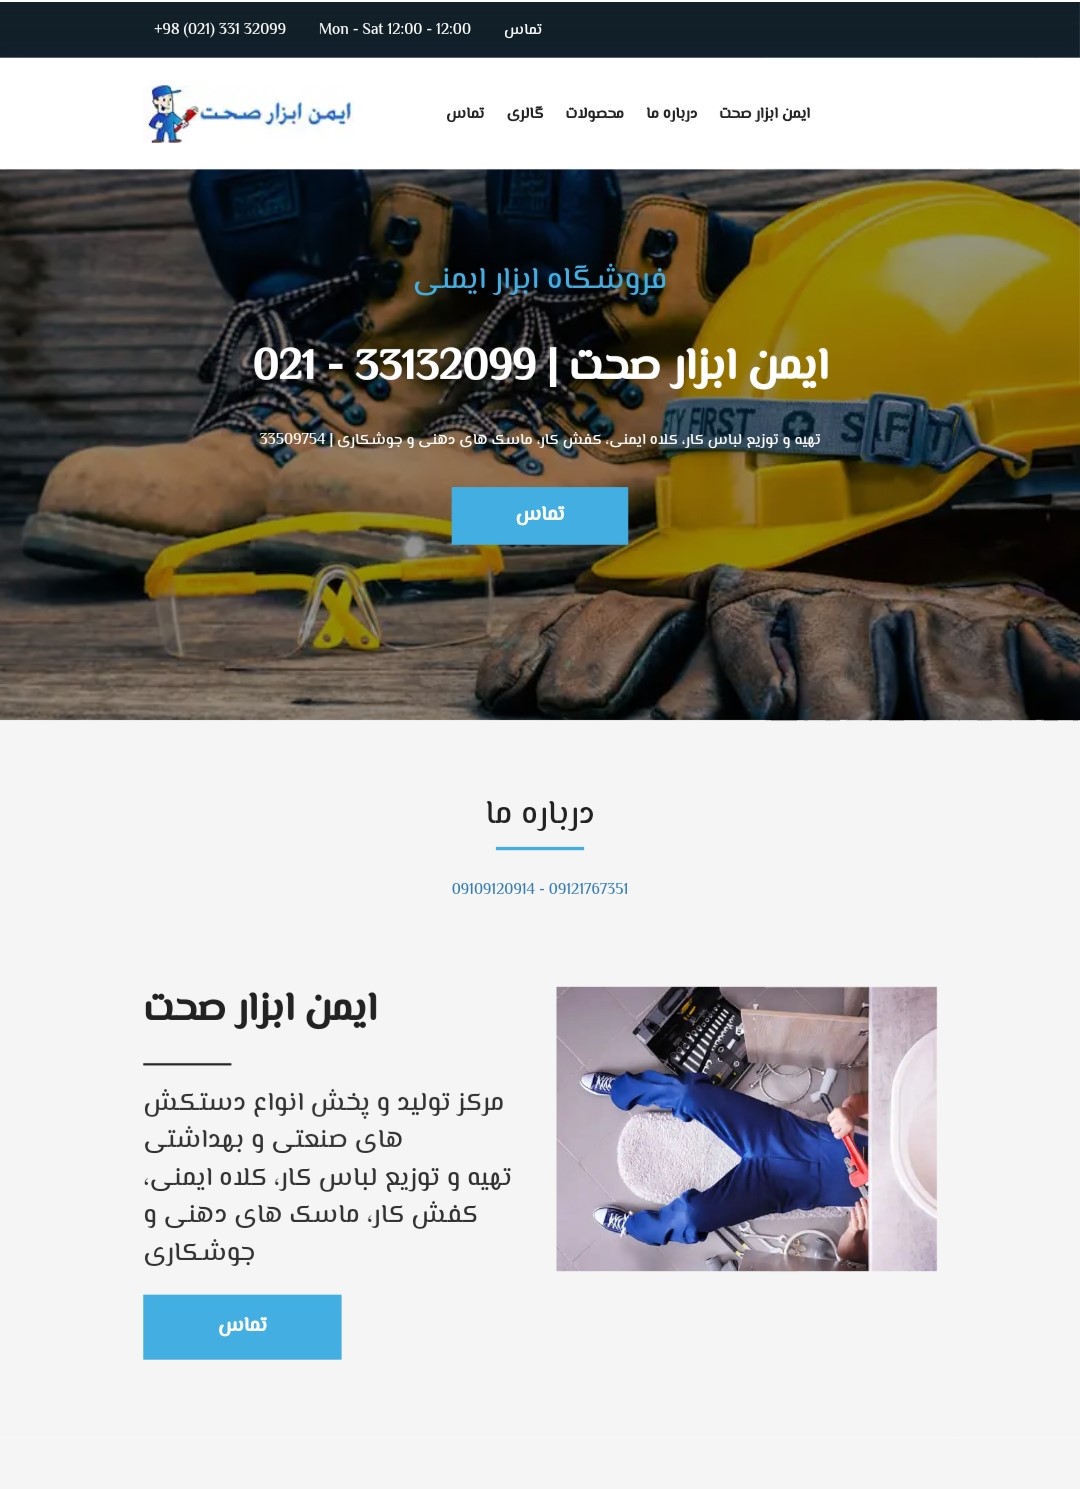 +98 (021) 331 32099
Mon - Sat 12:00 - 12:00
تماس
ایمن ابزار صحت
ایمن ابزار صحت
درباره ما
محصولات
گالری
تماس
فروشگاه ابزار ایمنی
ایمن ابزار صحت | 33132099 - 021
تهیه و توزیع لباس کار، کلاه ایمنی، کفش کار، ماسک های دهنی و جوشکاری | 33509754
FIRST
SAF
تماس
درباره ما
09109120914 - 09121767351
ایمن ابزار صحت
مرکز تولید و پخش انواع دستکش
های صنعتی و بهداشتی
تهیه و توزیع لباس کار، کلاه ایمنی،
کفش کار، ماسک های دهنی و
جوشکاری
تماس